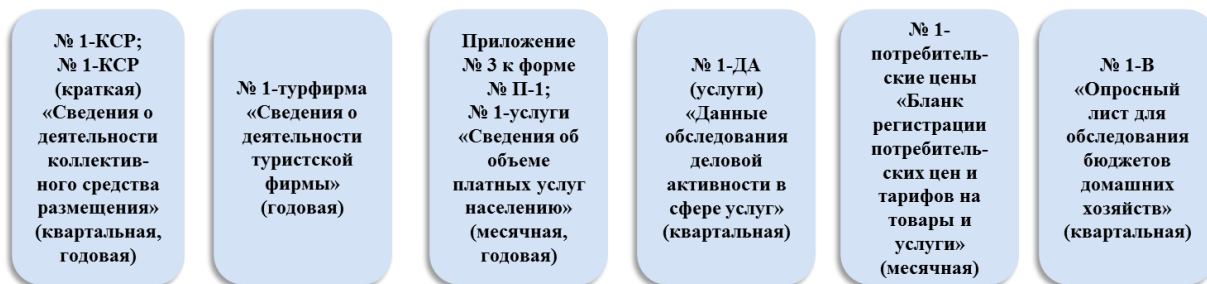 № 1-КСР;
№ 1-КСР
(краткая)
«Сведения о
деятельности
коллектив-
ного средства
размещения»
(квартальная,
годовая)
№ 1-турфирма
«Сведения о
деятельности
туристской
фирмы»
(годовая)
Приложение
№ 3 к форме
№ П-1;
№ 1-услуги
«Сведения об
объеме
платных услуг
населению»
(месячная,
годовая)
№ 1-ДА
(услуги)
«Данные
обследования
деловой
активности в
сфере услуг»
(квартальная)
№ 1-
потребитель-
ские цены
«Бланк
регистрации
потребитель-
ских цен и
тарифов на
товары и
услуги»
(месячная)
№ 1-В
«Опросный
лист для
обследования
бюджетов
домашних
хозяйств»
(квартальная)